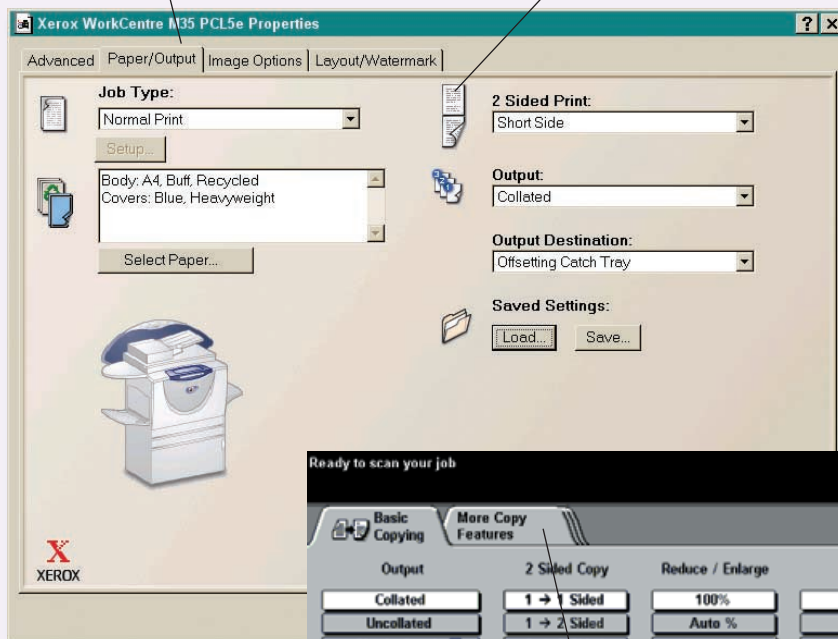 Xerox WorkCentre M35 PCL5e Properties
Advanced Paper/Output Image Options Layout/Watermark
Job Type:
Normal Print
Setup...
Body: A4, Buff, Recycled
Covers: Blue, Heavyweight
Select Paper...
2 Sided Print:
Short Side
Output:
Collated
Output Destination:
Offsetting Catch Tray
Saved Settings:
Load... Save...
X
XEROX
Ready to scan your job
Basic Copying
More Copy Features
Output 2 Sided Copy Reduce / Enlarge
Collated 1 → 1 Sided 100%
Uncollated 1 → 2 Sided Auto %